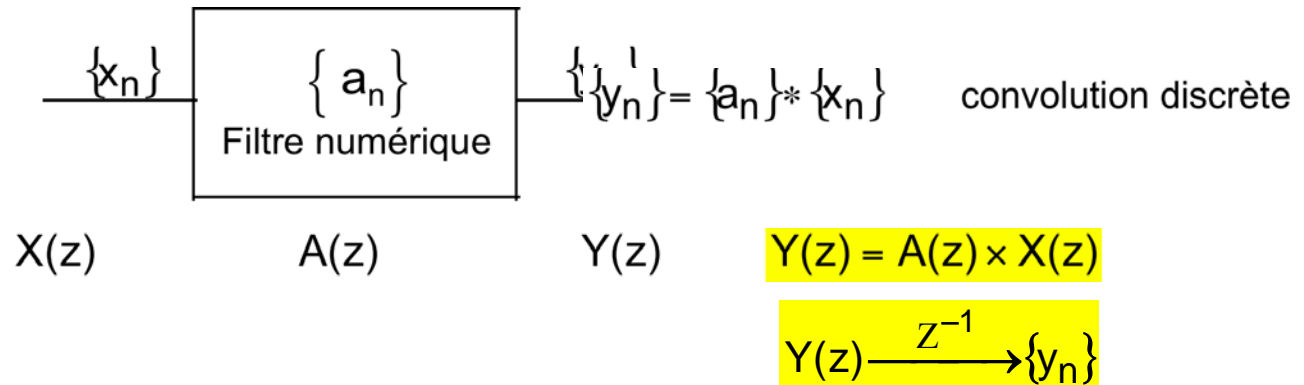 {xn} { an} {yn} = {an} * {xn} convolution discrète
Filtre numérique
X(z) A(z) Y(z) Y(z) = A(z) × X(z)
Y(z) Z⁻¹ → {yn}